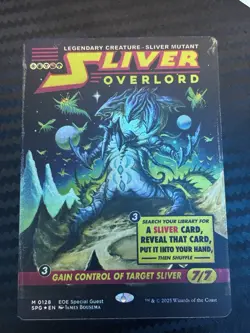 LEGENDARY CREATURE – SLIVER MUTANT
SLIVER
OVERLORD
3
SEARCH YOUR LIBRARY FOR
A SLIVER CARD,
REVEAL THAT CARD,
PUT IT INTO YOUR HAND,
THEN SHUFFLE
3
GAIN CONTROL OF TARGET SLIVER
7/7
M 0128
EOE Special Guest
SPG ★ EN
JAMES BOUSEMA
™ & © 2025 Wizards of the Coast